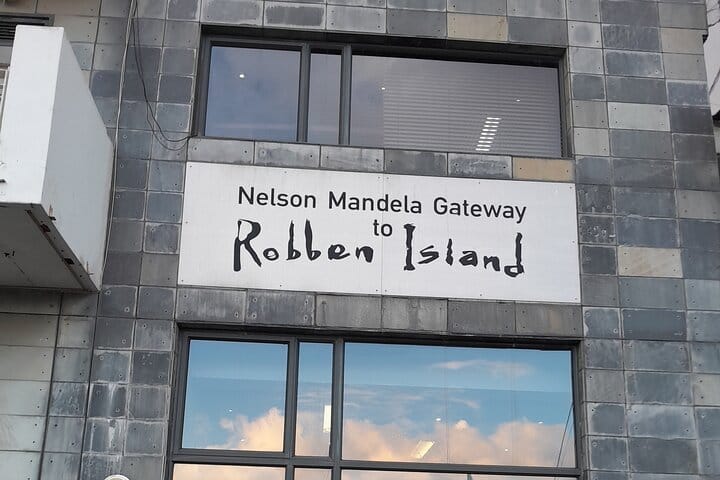 Nelson Mandela Gateway
to
Robben Island